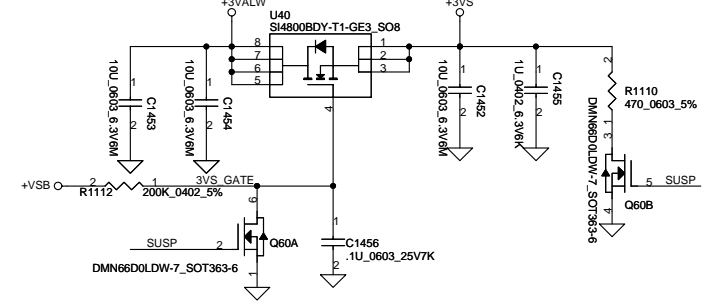 +3VALW
+3VS
U40
SI4800BDY-T1-GE3_SO8
8
7
6
5
1
2
3
4
10U_0603_6.3V6M
1
2
C1453
10U_0603_6.3V6M
1
2
C1454
10U_0603_6.3V6M
1
2
C1452
1U_0402_6.3V6K
1
2
C1455
2
R1110
470_0603_5%
1
DMN66D0LDW-7_SOT363-6
3
5
SUSP
Q60B
4
+VSB
2
1
3VS_GATE
R1112
200K_0402_5%
6
SUSP
2
Q60A
1
DMN66D0LDW-7_SOT363-6
1
C1456
.1U_0603_25V7K
2